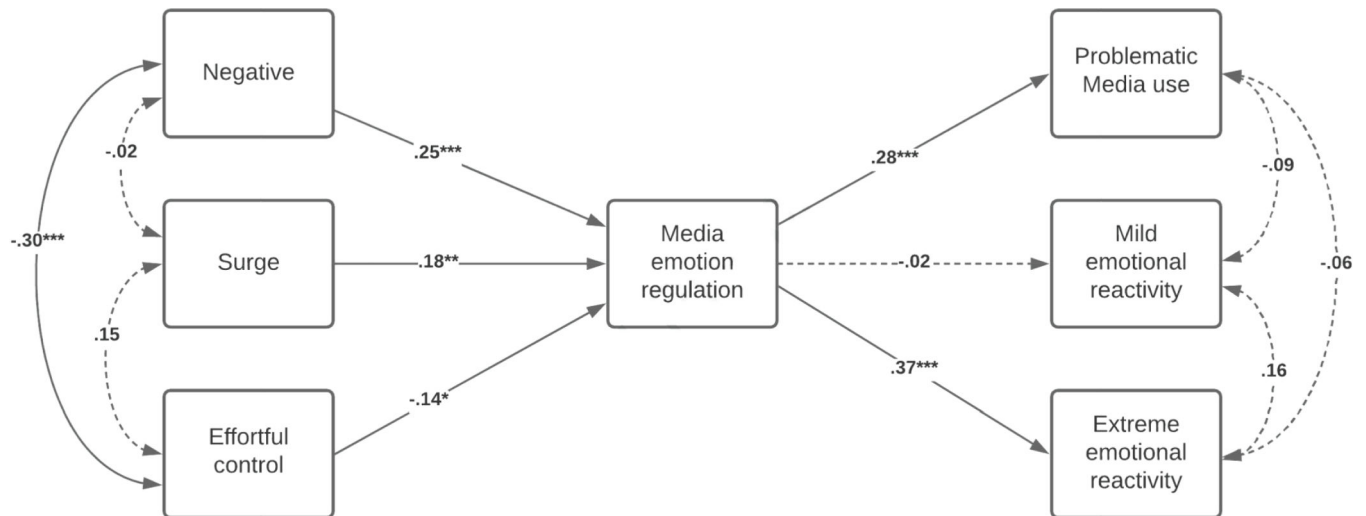 Negative
Problematic
Media use
-.02
.25***
.28***
-.09
-.30***
Surge
.18**
Media
emotion
regulation
-.02
Mild
emotional
reactivity
-.06
.15
-.14*
.37***
.16
Effortful
control
Extreme
emotional
reactivity